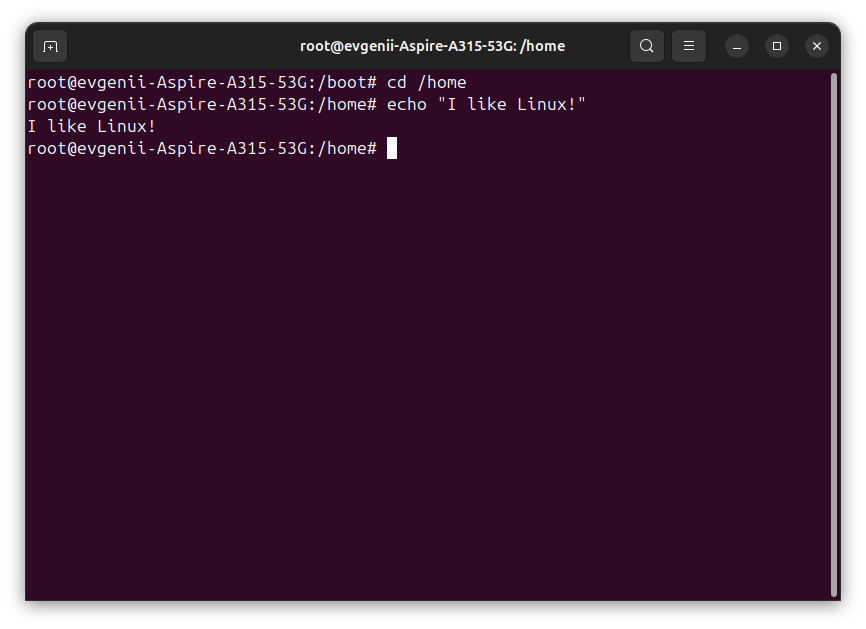 root@evgenii-Aspire-A315-53G: /home
root@evgenii-Aspire-A315-53G:/boot# cd /home
root@evgenii-Aspire-A315-53G:/home# echo "I like Linux!"
I like Linux!
root@evgenii-Aspire-A315-53G:/home#